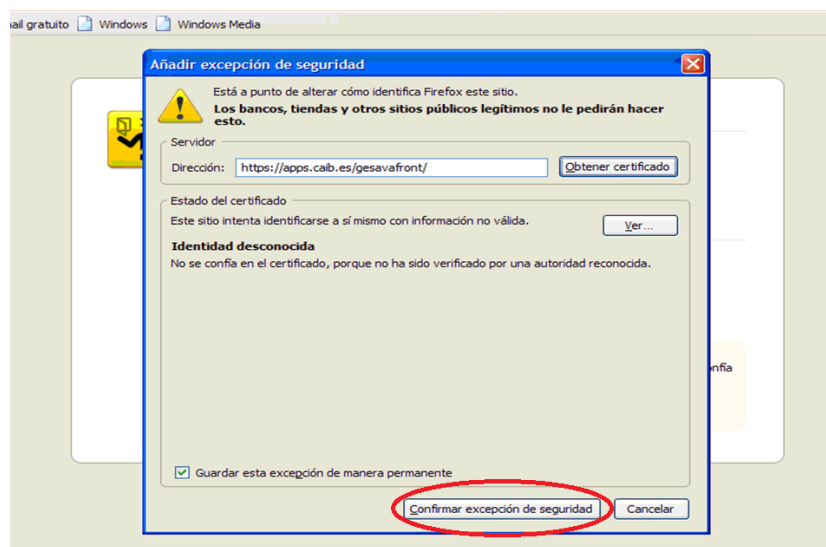 ail gratuito Windows Windows Media
Añadir excepción de seguridad
Está a punto de alterar cómo identifica Firefox este sitio.
Los bancos, tiendas y otros sitios públicos legítimos no le pedirán hacer
esto.
Servidor
Dirección: https://apps.caib.es/gesavafront/ Obtener certificado
Estado del certificado
Este sitio intenta identificarse a sí mismo con información no válida.
Ver...
Identidad desconocida
No se confía en el certificado, porque no ha sido verificado por una autoridad reconocida.
nfía
Guardar esta excepción de manera permanente
Confirmar excepción de seguridad Cancelar